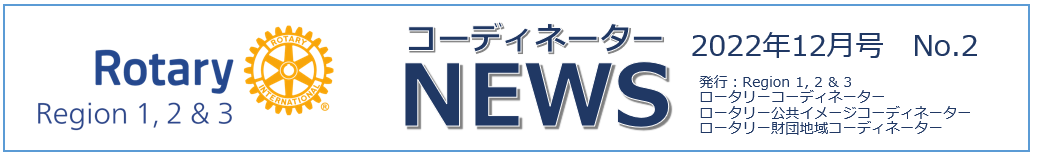 Rotary
Region 1, 2 & 3
ROTARY
INTERNATIONAL
®
コーディネーター
NEWS
2022年12月号 No.2
発行：Region 1, 2 & 3
ロータリーコーディネーター
ロータリー公共イメージコーディネーター
ロータリー財団地域コーディネーター